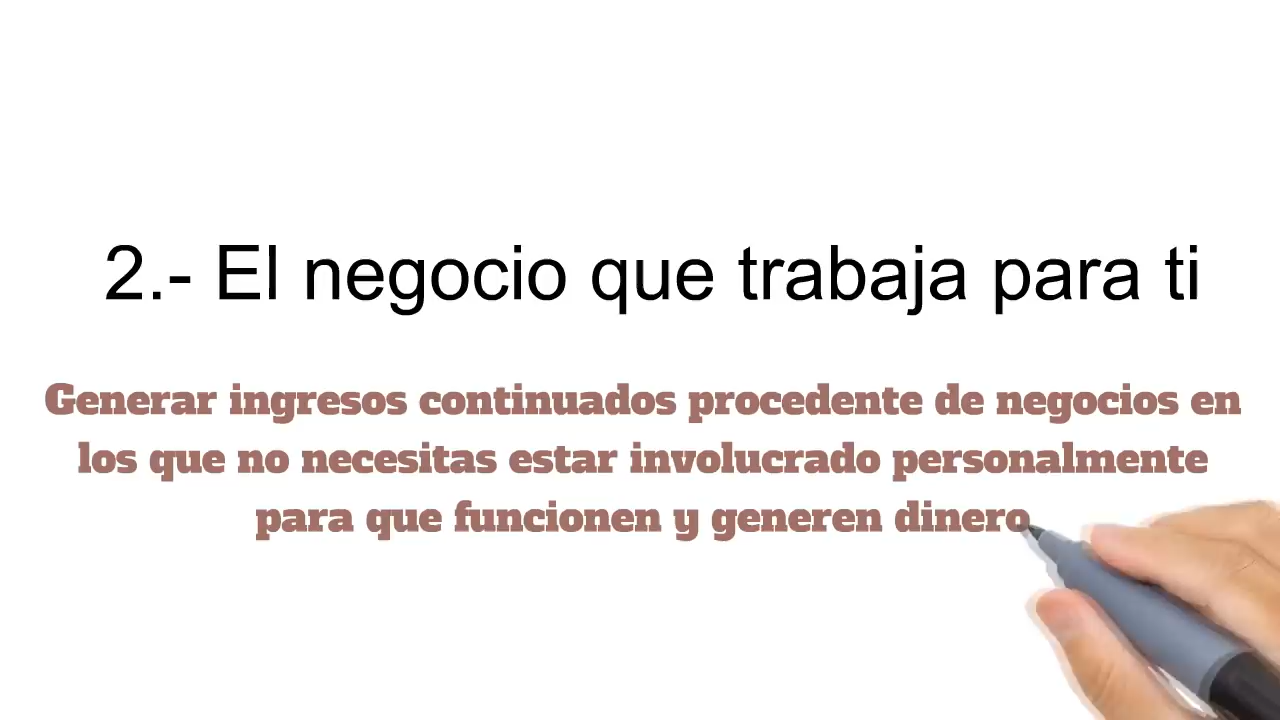 2.- El negocio que trabaja para ti
Generar ingresos continuados procedente de negocios en
los que no necesitas estar involucrado personalmente
para que funcionen y generen dinero